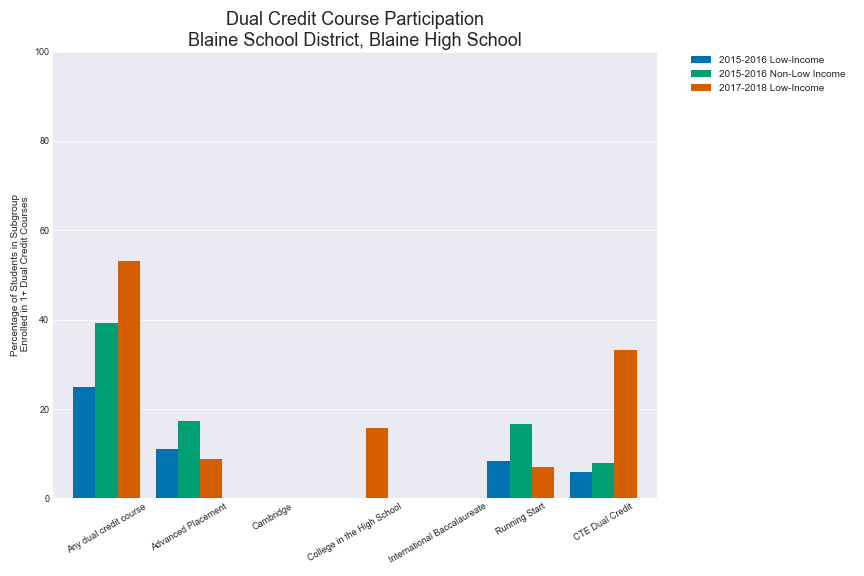 Dual Credit Course Participation
Blaine School District, Blaine High School
2015-2016 Low-Income
2015-2016 Non-Low Income
2017-2018 Low-Income
Percentage of Students in Subgroup
Enrolled in 1+ Dual Credit Courses
100
80
60
40
20
0
Any dual credit course
Advanced Placement
Cambridge
College in the High School
International Baccalaureate
Running Start
CTE Dual Credit